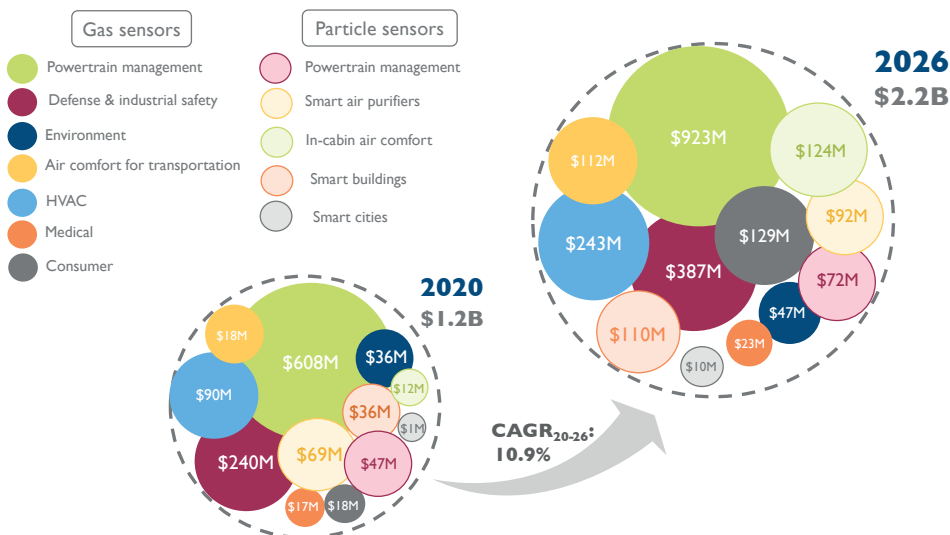 Gas sensors
Powertrain management
Defense & industrial safety
Environment
Air comfort for transportation
HVAC
Medical
Consumer
Particle sensors
Powertrain management
Smart air purifiers
In-cabin air comfort
Smart buildings
Smart cities
2026
$2.2B
$923M
$124M
$112M
$92M
$129M
$243M
$387M
$72M
$47M
$110M
$23M
$10M
2020
$1.2B
$18M
$608M
$36M
$12M
$90M
$36M
$1M
$69M
$240M
$47M
$17M
$18M
CAGR20-26:
10.9%